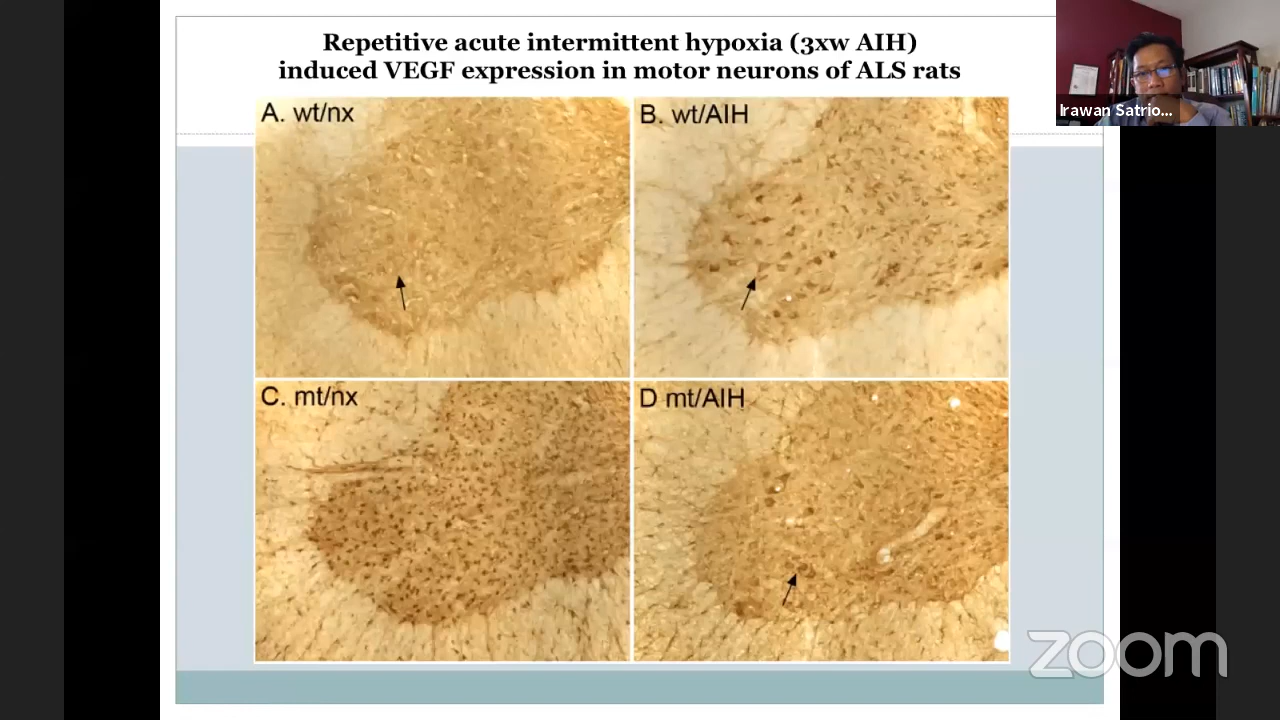 Repetitive acute intermittent hypoxia (3xw AIH)
induced VEGF expression in motor neurons of ALS rats
Irawan Satrio...
A. wt/nx
B. wt/AIH
C. mt/nx
D mt/AIH
zoom